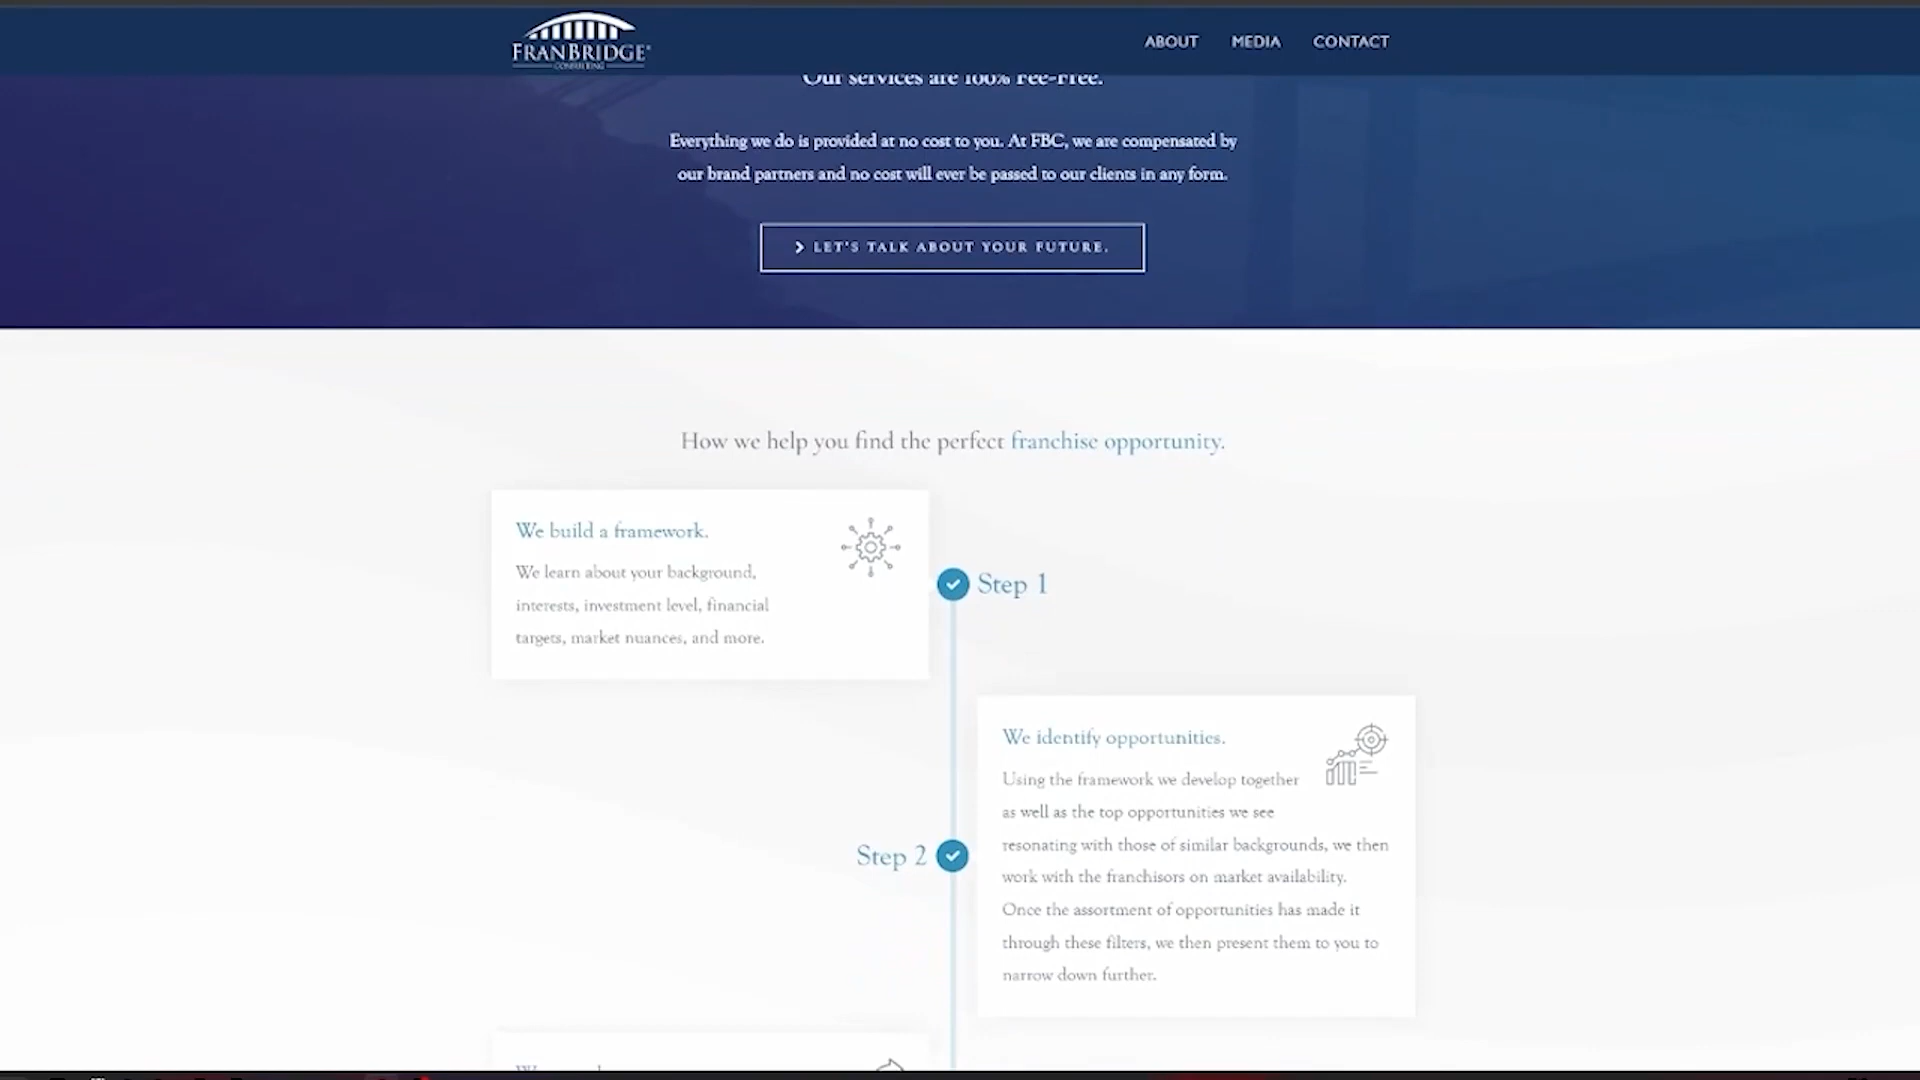 FRANBRIDGE
CONSULTING
ABOUT
MEDIA
CONTACT
Our services are 100% Fee-Free.
Everything we do is provided at no cost to you. At FBC, we are compensated by
our brand partners and no cost will ever be passed to our clients in any form.
LET'S TALK ABOUT YOUR FUTURE.
How we help you find the perfect franchise opportunity.
We build a framework.
We learn about your background,
interests, investment level, financial
targets, market nuances, and more.
Step 1
We identify opportunities.
Using the framework we develop together
as well as the top opportunities we see
resonating with those of similar backgrounds, we then
work with the franchisors on market availability.
Once the assortment of opportunities has made it
through these filters, we then present them to you to
narrow down further.
Step 2